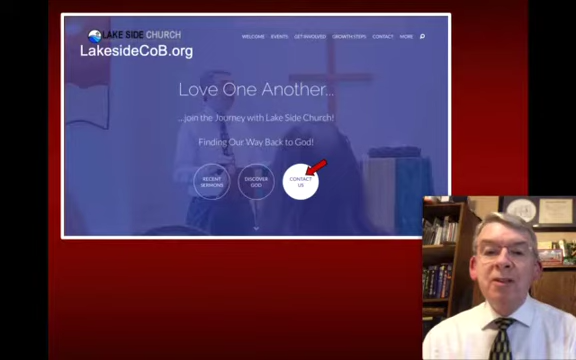 LAKE SIDE CHURCH
LakesideCoB.org
WELCOME EVENTS GET INVOLVED GROWTH STEPS CONTACT MORE
Love One Another...
...join the Journey with Lake Side Church!
Finding Our Way Back to God!
RECENT SERMONS
DISCOVER GOD
CONTACT US